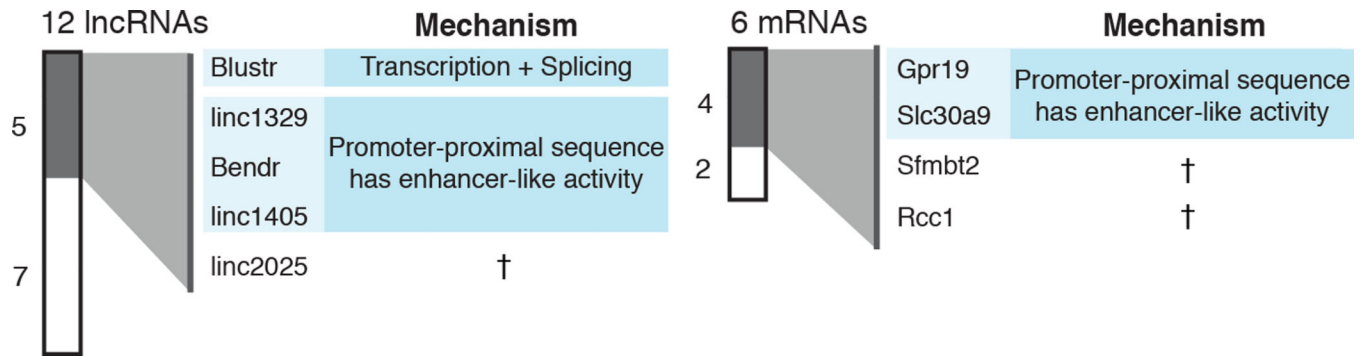 12 lncRNAs
Mechanism
5
7
Blustr
Transcription + Splicing
linc1329
Bendr
linc1405
Promoter-proximal sequence
has enhancer-like activity
linc2025
†
6 mRNAs
Mechanism
4
2
Gpr19
Slc30a9
Promoter-proximal sequence
has enhancer-like activity
Sfmbt2
†
Rcc1
†